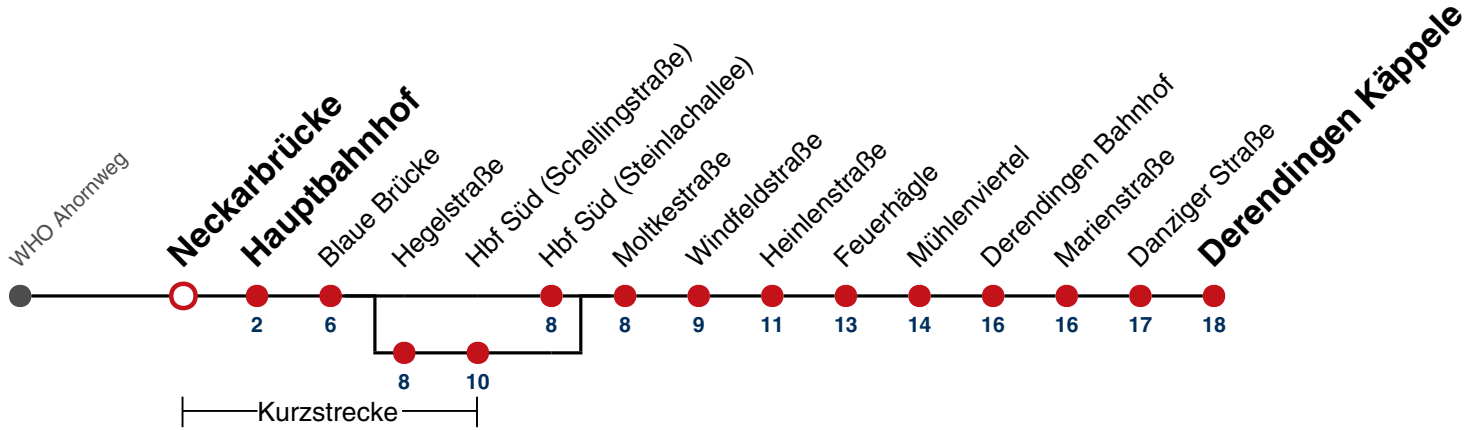 WHO Ahornweg
Neckarbrücke
Hauptbahnhof
Blaue Brücke
Hegelstraße
Hbf Süd (Schellingstraße)
Hbf Süd (Steinlachallee)
Moltkestraße
Windfeldstraße
Heinlenstraße
Feuerhägle
Mühlenviertel
Derendingen Bahnhof
Marienstraße
Danziger Straße
Derendingen Käppele
2
6
8
8
9
11
13
14
16
16
17
18
8
10
Kurzstrecke